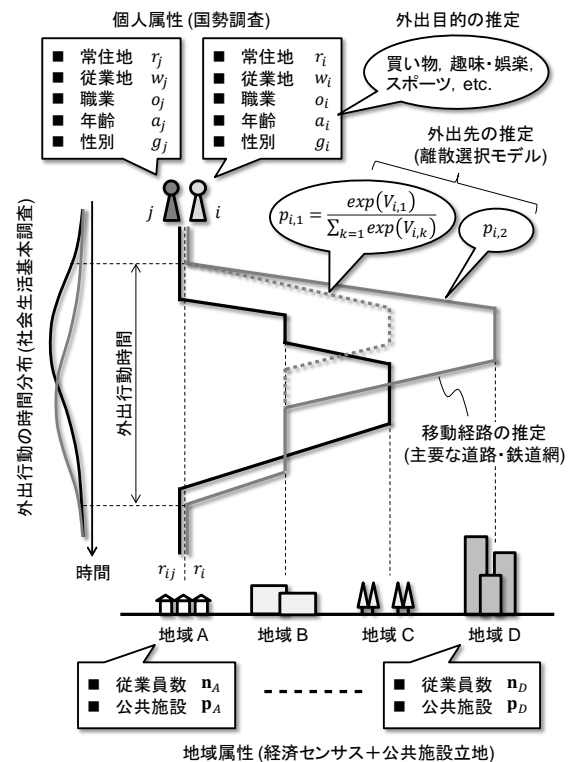 個人属性(国勢調査)
外出目的の推定
■ 常住地 r_j
■ 従業地 w_j
■ 職業 o_j
■ 年齢 a_j
■ 性別 g_j
■ 常住地 r_i
■ 従業地 w_i
■ 職業 o_i
■ 年齢 a_i
■ 性別 g_i
買い物, 趣味・娯楽,
スポーツ, etc.
外出先の推定
(離散選択モデル)
j
i
p_{i,1} = exp(V_{i,1}) / ∑_{k=1} exp(V_{i,k})
p_{i,2}
外出行動の時間分布(社会生活基本調査)
外出行動時間
移動経路の推定
(主要な道路・鉄道網)
時間
r_{ij}
r_i
地域 A
地域 B
地域 C
地域 D
■ 従業員数 n_A
■ 公共施設 p_A
■ 従業員数 n_D
■ 公共施設 p_D
地域属性(経済センサス+公共施設立地)